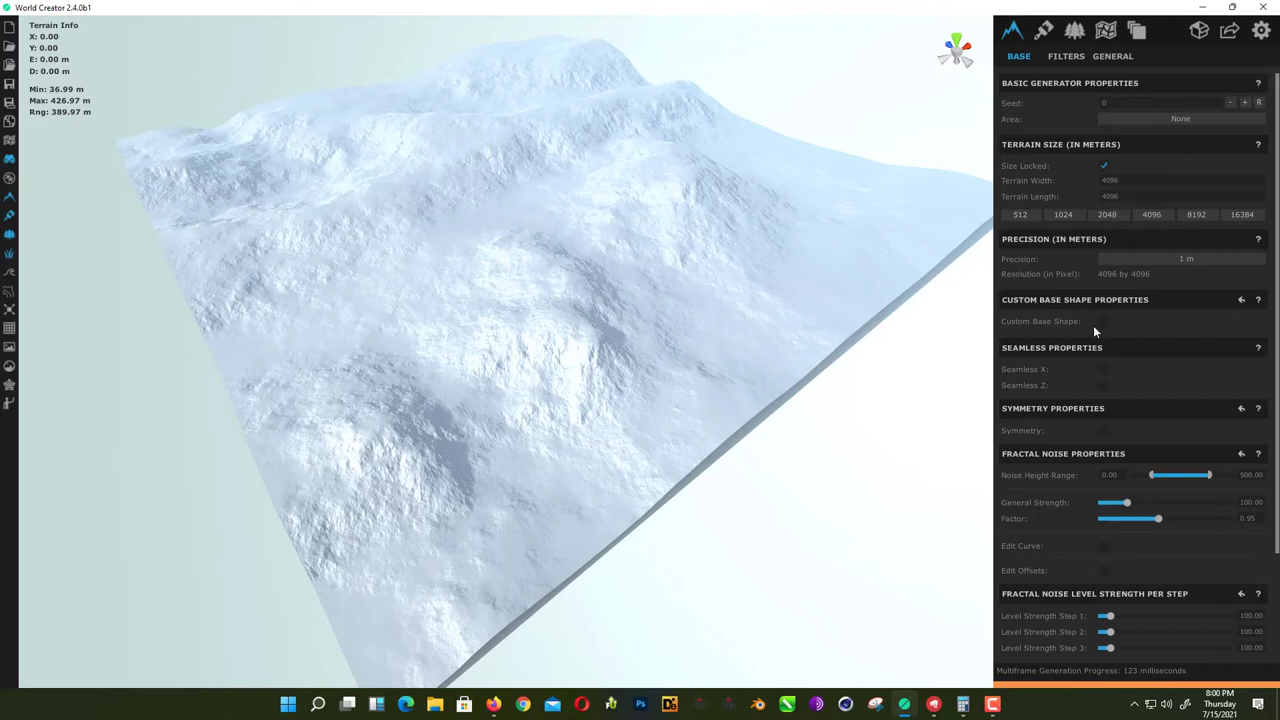 World Creator 2.4.0b1
Terrain Info
X: 0.00
Y: 0.00
E: 0.00 m
D: 0.00 m
Min: 36.99 m
Max: 426.97 m
Rng: 389.97 m
BASE FILTERS GENERAL
BASIC GENERATOR PROPERTIES ?
Seed: 0 - + R
Area: None
TERRAIN SIZE (IN METERS) ?
Size Locked:
Terrain Width: 4096
Terrain Length: 4096
512 1024 2048 4096 8192 16384
PRECISION (IN METERS) ?
Precision: 1 m
Resolution (in Pixel): 4096 by 4096
CUSTOM BASE SHAPE PROPERTIES ?
Custom Base Shape:
SEAMLESS PROPERTIES ?
Seamless X:
Seamless Z:
SYMMETRY PROPERTIES ?
Symmetry:
FRACTAL NOISE PROPERTIES ?
Noise Height Range: 0.00 500.00
General Strength: 100.00
Factor: 0.95
Edit Curve:
Edit Offsets:
FRACTAL NOISE LEVEL STRENGTH PER STEP ?
Level Strength Step 1: 100.00
Level Strength Step 2: 100.00
Level Strength Step 3: 100.00
Multiframe Generation Progress: 123 milliseconds
Ps
De
8:00 PM
Thursday
7/15/2021